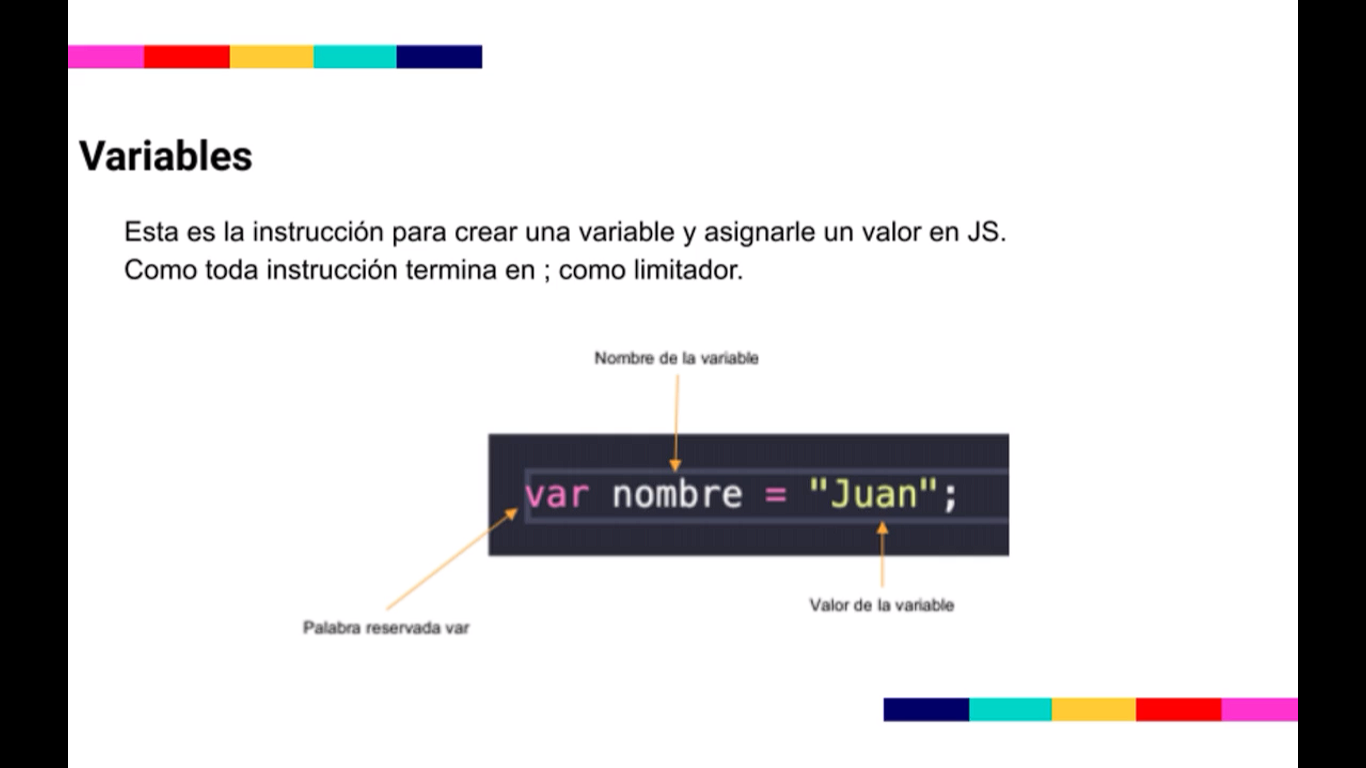 Variables
Esta es la instrucción para crear una variable y asignarle un valor en JS.
Como toda instrucción termina en ; como limitador.
Nombre de la variable
var nombre = "Juan";
Valor de la variable
Palabra reservada var